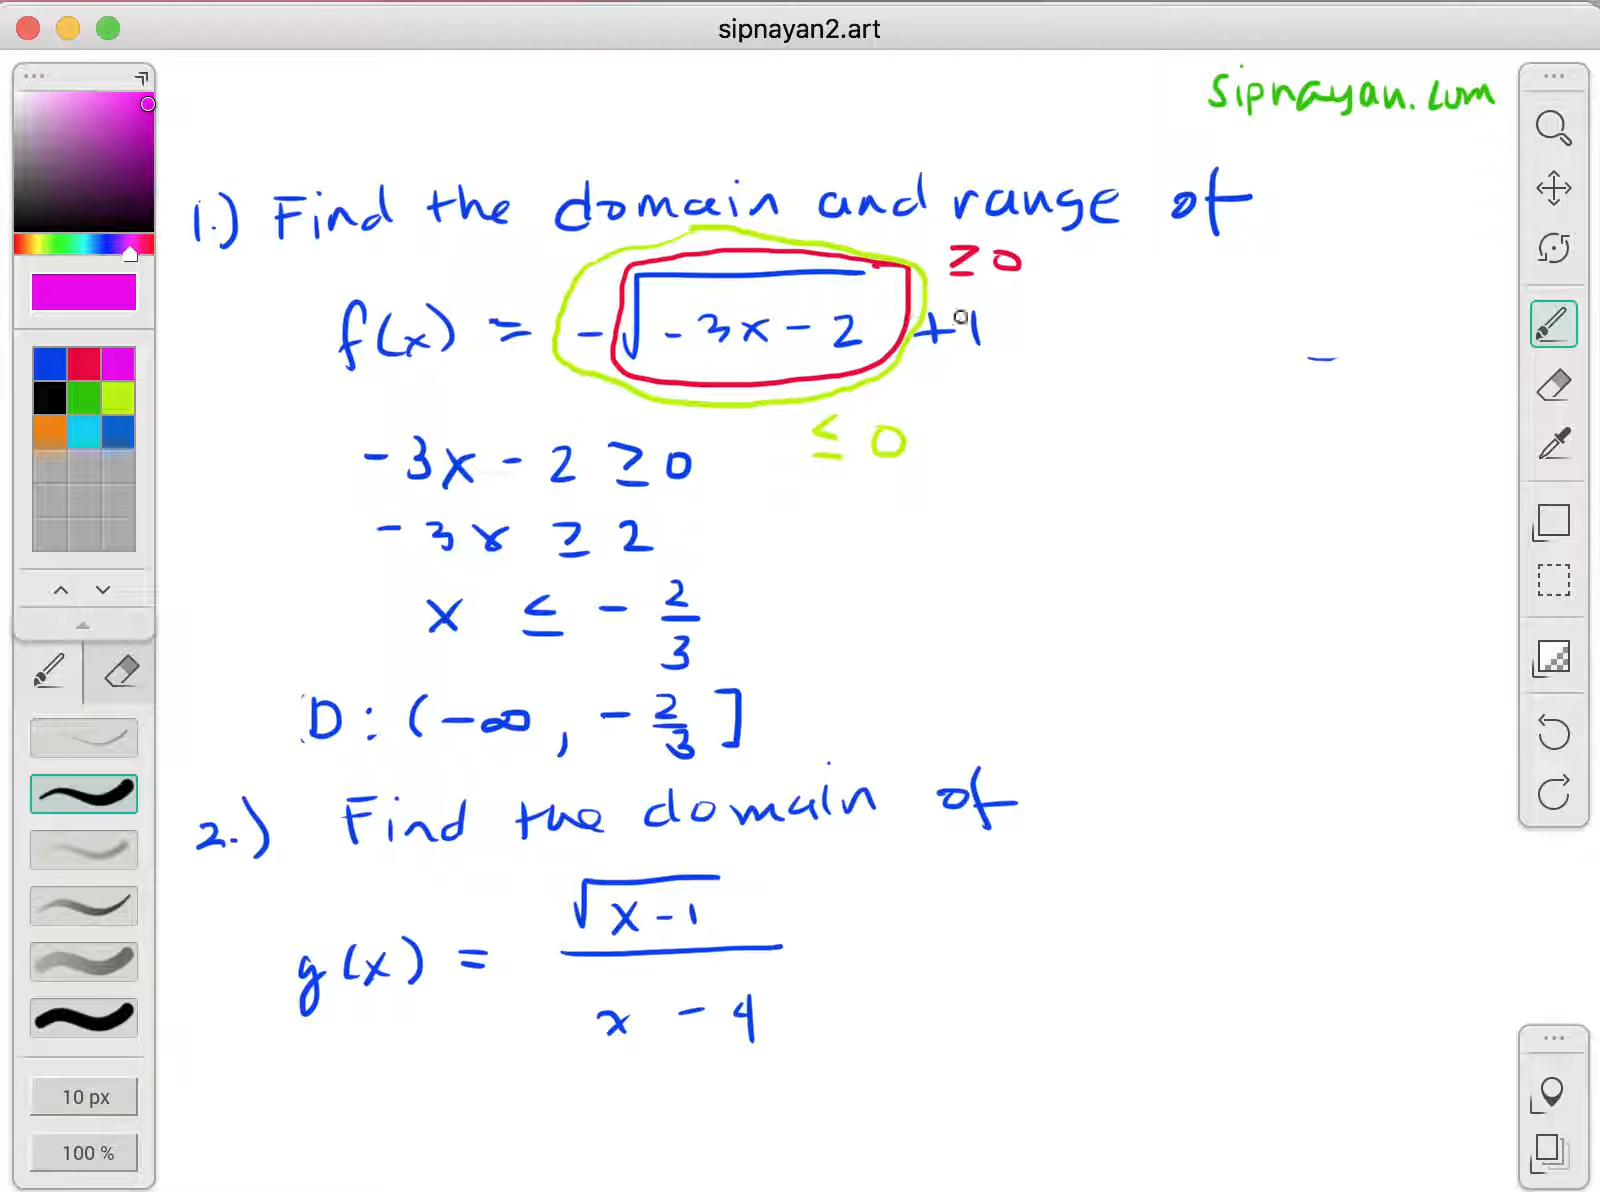 sipnayan2.art
sipnayan.com
1.) Find the domain and range of
≥ 0
f(x) = -√-3x - 2 + 1
≤ 0
-3x - 2 ≥ 0
-3x ≥ 2
x ≤ - 2/3
D: (-∞, - 2/3]
2.) Find the domain of
g(x) = √x - 1 / x - 4
10 px
100 %